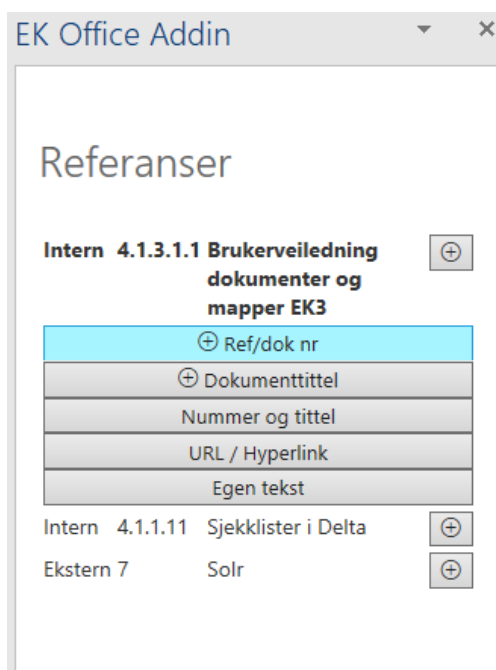 EK Office Addin
Referanser
Intern 4.1.3.1.1 Brukerveiledning
dokumenter og
mapper EK3
Ref/dok nr
Dokumenttittel
Nummer og tittel
URL / Hyperlink
Egen tekst
Intern 4.1.1.11 Sjekklister i Delta
Ekstern 7 Solr